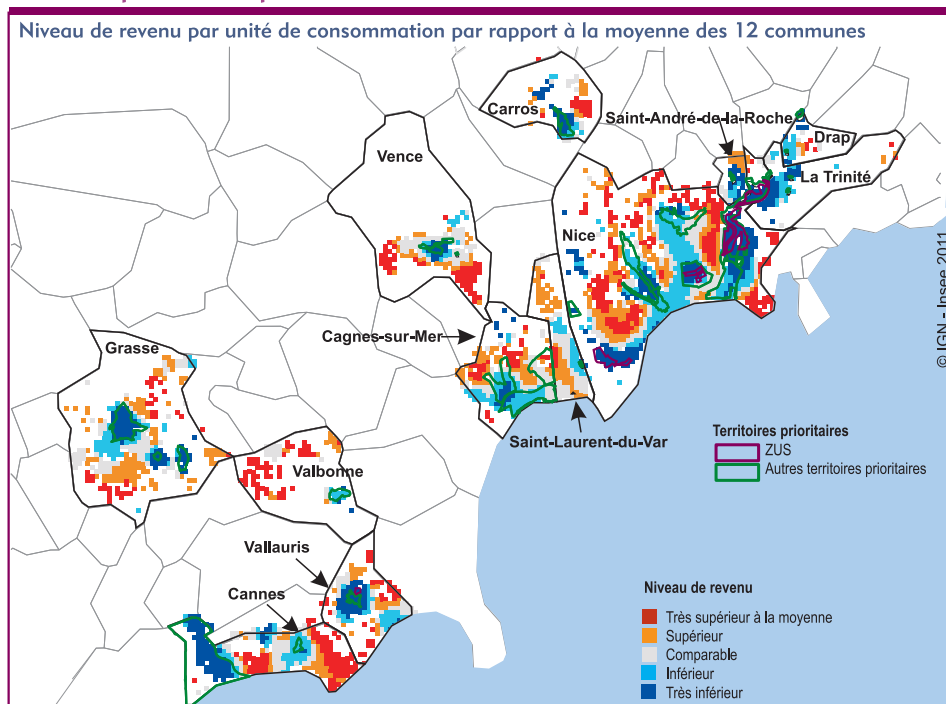 Niveau de revenu par unité de consommation par rapport à la moyenne des 12 communes
Carros
Saint-André-de-la-Roche
Drap
Vence
La Trinité
Nice
© IGN - Insee 2011
Cagnes-sur-Mer
Grasse
Saint-Laurent-du-Var
Territoires prioritaires
ZUS
Autres territoires prioritaires
Valbonne
Vallauris
Cannes
Niveau de revenu
Très supérieur à la moyenne
Supérieur
Comparable
Inférieur
Très inférieur